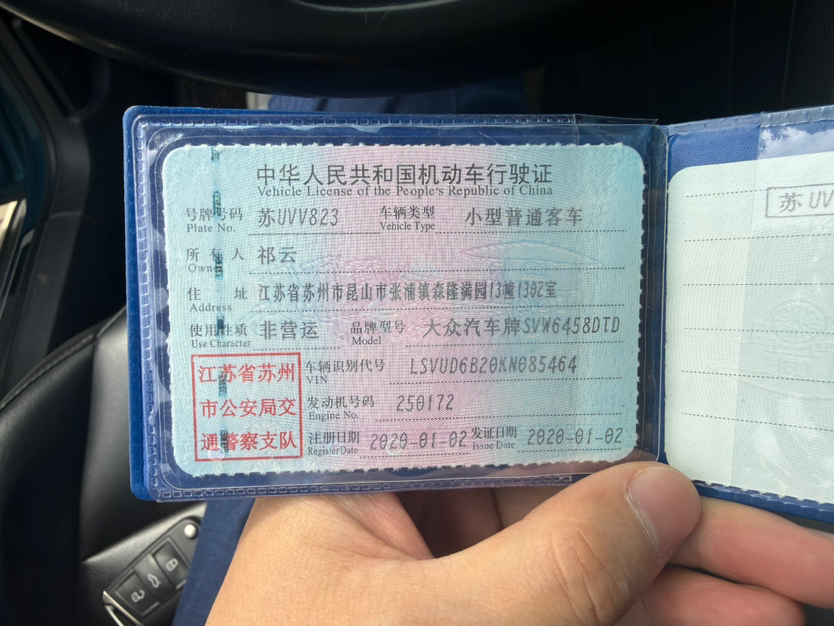 中华人民共和国机动车行驶证
Vehicle License of the People's Republic of China
号牌号码 苏UVV823 车辆类型 小型普通客车
Plate No. Vehicle Type
所有人 祁云
Owner
住址 江苏省苏州市昆山市张浦镇森隆满园13幢1302室
Address
使用性质 非营运 品牌型号 大众汽车牌SVW6458DTD
Use Character Model
江苏省苏州
市公安局交
通警察支队
车辆识别代号 LSVUD6B20KN085464
VIN
发动机号码 250172
Engine No.
注册日期 2020-01-02 发证日期 2020-01-02
Register Date Issue Date
苏UV